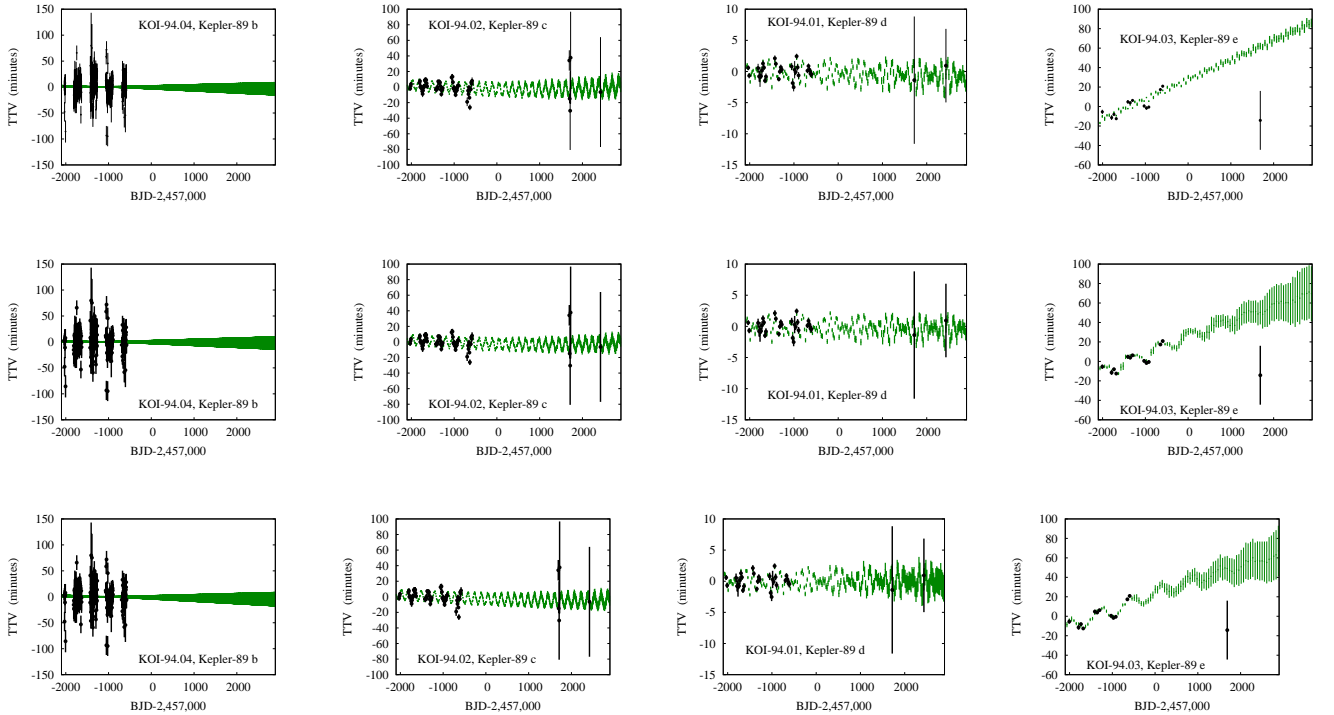 KOI-94.04, Kepler-89 b
TTV (minutes)
150
100
50
0
-50
-100
-150
-2000 -1000 0 1000 2000
BJD-2,457,000
KOI-94.02, Kepler-89 c
TTV (minutes)
100
80
60
40
20
0
-20
-40
-60
-80
-100
-2000 -1000 0 1000 2000
BJD-2,457,000
KOI-94.01, Kepler-89 d
TTV (minutes)
10
5
0
-5
-10
-15
-2000 -1000 0 1000 2000
BJD-2,457,000
KOI-94.03, Kepler-89 e
TTV (minutes)
100
80
60
40
20
0
-20
-40
-60
-2000 -1000 0 1000 2000
BJD-2,457,000
TTV (minutes)
150
100
50
0
-50
-100
-150
KOI-94.04, Kepler-89 b
-2000 -1000 0 1000 2000
BJD-2,457,000
TTV (minutes)
100
80
60
40
20
0
-20
-40
-60
-80
-100
KOI-94.02, Kepler-89 c
-2000 -1000 0 1000 2000
BJD-2,457,000
TTV (minutes)
10
5
0
-5
-10
-15
KOI-94.01, Kepler-89 d
-2000 -1000 0 1000 2000
BJD-2,457,000
TTV (minutes)
100
80
60
40
20
0
-20
-40
-60
KOI-94.03, Kepler-89 e
-2000 -1000 0 1000 2000
BJD-2,457,000
TTV (minutes)
150
100
50
0
-50
-100
-150
KOI-94.04, Kepler-89 b
-2000 -1000 0 1000 2000
BJD-2,457,000
TTV (minutes)
100
80
60
40
20
0
-20
-40
-60
-80
-100
KOI-94.02, Kepler-89 c
-2000 -1000 0 1000 2000
BJD-2,457,000
TTV (minutes)
10
5
0
-5
-10
-15
KOI-94.01, Kepler-89 d
-2000 -1000 0 1000 2000
BJD-2,457,000
TTV (minutes)
100
80
60
40
20
0
-20
-40
-60
KOI-94.03, Kepler-89 e
-2000 -1000 0 1000 2000
BJD-2,457,000